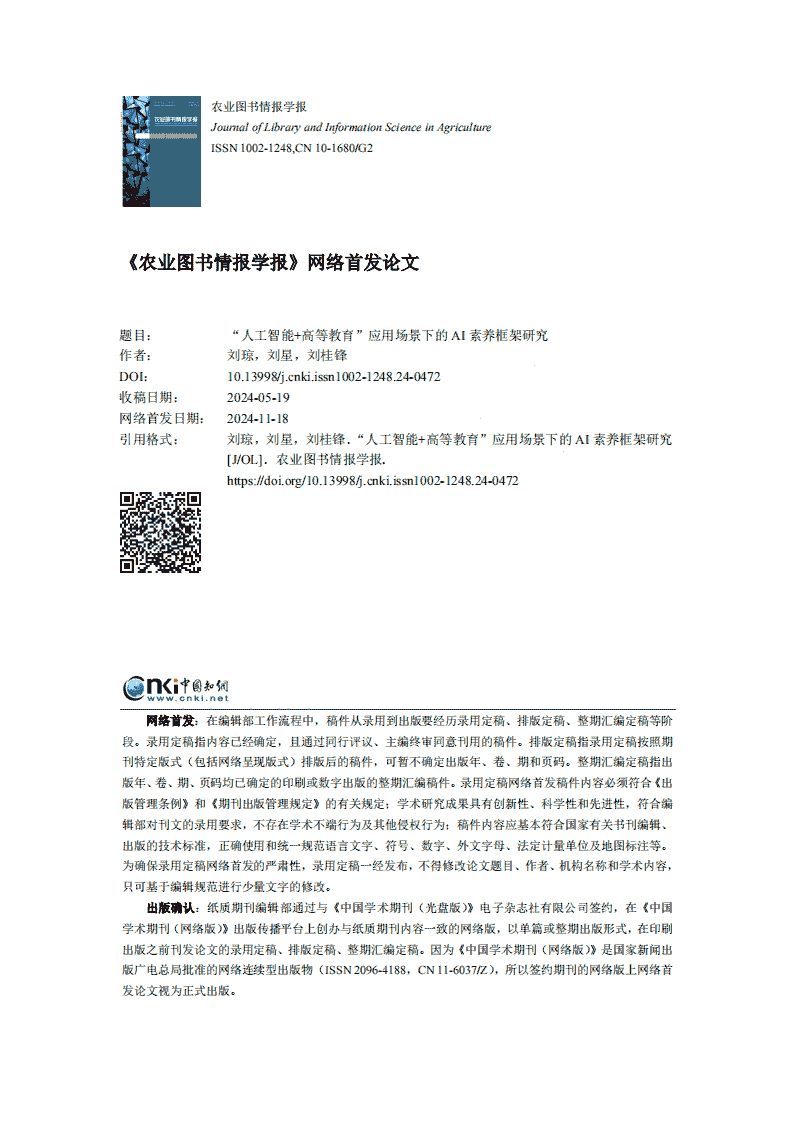 农业图书情报学报
农业图书情报学报
Journal of Library and Information Science in Agriculture
ISSN 1002-1248,CN 10-1680/G2
《农业图书情报学报》网络首发论文
题目： “人工智能+高等教育”应用场景下的 AI 素养框架研究
作者： 刘琼，刘星，刘桂锋
DOI： 10.13998/j.cnki.issn1002-1248.24-0472
收稿日期： 2024-05-19
网络首发日期： 2024-11-18
引用格式： 刘琼，刘星，刘桂锋．“人工智能+高等教育”应用场景下的 AI 素养框架研究
[J/OL]．农业图书情报学报.
https://doi.org/10.13998/j.cnki.issn1002-1248.24-0472
cnki 中国知网
www.cnki.net
网络首发：在编辑部工作流程中，稿件从录用到出版要经历录用定稿、排版定稿、整期汇编定稿等阶
段。录用定稿指内容已经确定，且通过同行评议、主编终审同意刊用的稿件。排版定稿指录用定稿按照期
刊特定版式（包括网络呈现版式）排版后的稿件，可暂不确定出版年、卷、期和页码。整期汇编定稿指出
版年、卷、期、页码均已确定的印刷或数字出版的整期汇编稿件。录用定稿网络首发稿件内容必须符合《出
版管理条例》和《期刊出版管理规定》的有关规定；学术研究成果具有创新性、科学性和先进性，符合编
辑部对刊文的录用要求，不存在学术不端行为及其他侵权行为；稿件内容应基本符合国家有关书刊编辑、
出版的技术标准，正确使用和统一规范语言文字、符号、数字、外文字母、法定计量单位及地图标注等。
为确保录用定稿网络首发的严肃性，录用定稿一经发布，不得修改论文题目、作者、机构名称和学术内容，
只可基于编辑规范进行少量文字的修改。
出版确认：纸质期刊编辑部通过与《中国学术期刊（光盘版）》电子杂志社有限公司签约，在《中国
学术期刊（网络版）》出版传播平台上创办与纸质期刊内容一致的网络版，以单篇或整期出版形式，在印刷
出版之前刊发论文的录用定稿、排版定稿、整期汇编定稿。因为《中国学术期刊（网络版）》是国家新闻出
版广电总局批准的网络连续型出版物（ISSN 2096-4188，CN 11-6037/Z），所以签约期刊的网络版上网络首
发论文视为正式出版。